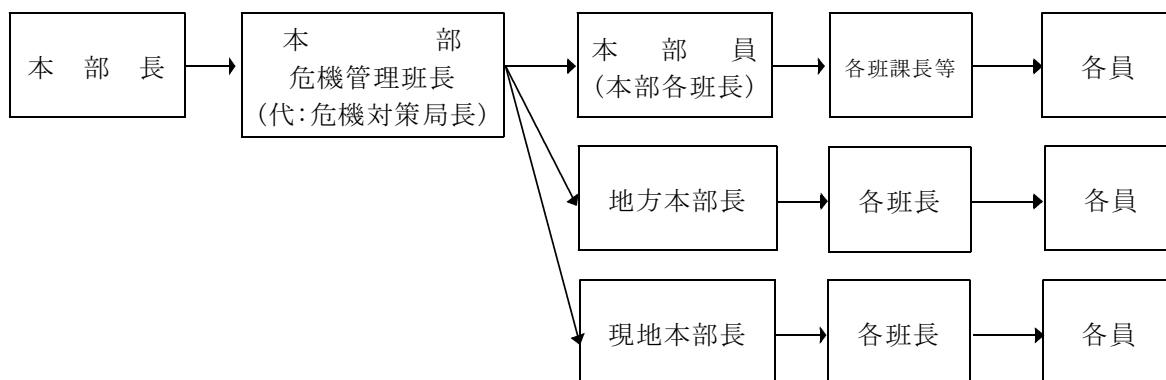 本部長
本部
危機管理班長
(代:危機対策局長)
本部員
(本部各班長)
各班課長等
各員
地方本部長
各班長
各員
現地本部長
各班長
各員